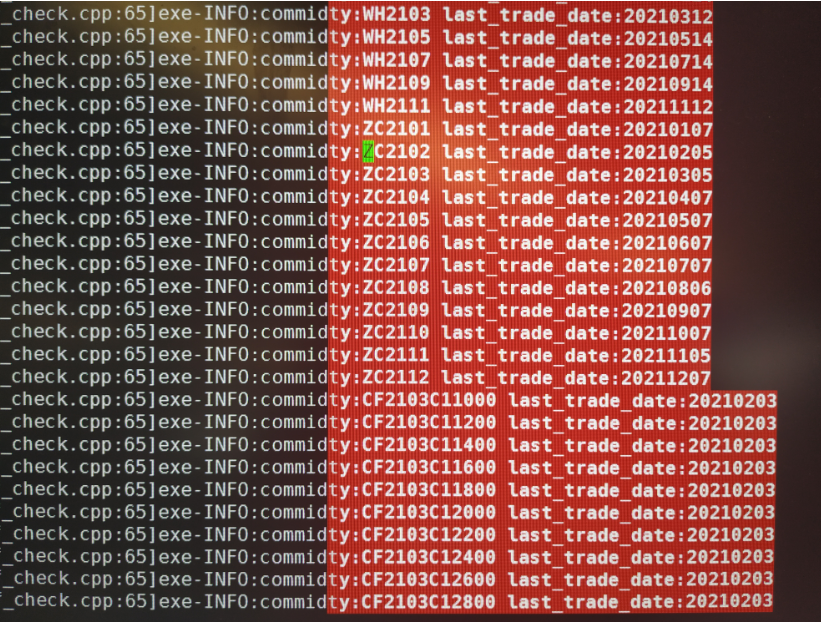 _check.cpp:65]exe-INFO:commidty:WH2103 last_trade_date:20210312
_check.cpp:65]exe-INFO:commidty:WH2105 last_trade_date:20210514
_check.cpp:65]exe-INFO:commidty:WH2107 last_trade_date:20210714
_check.cpp:65]exe-INFO:commidty:WH2109 last_trade_date:20210914
_check.cpp:65]exe-INFO:commidty:WH2111 last_trade_date:20211112
_check.cpp:65]exe-INFO:commidty:ZC2101 last_trade_date:20210107
_check.cpp:65]exe-INFO:commidty:ZC2102 last_trade_date:20210205
_check.cpp:65]exe-INFO:commidty:ZC2103 last_trade_date:20210305
_check.cpp:65]exe-INFO:commidty:ZC2104 last_trade_date:20210407
_check.cpp:65]exe-INFO:commidty:ZC2105 last_trade_date:20210507
_check.cpp:65]exe-INFO:commidty:ZC2106 last_trade_date:20210607
_check.cpp:65]exe-INFO:commidty:ZC2107 last_trade_date:20210707
_check.cpp:65]exe-INFO:commidty:ZC2108 last_trade_date:20210806
_check.cpp:65]exe-INFO:commidty:ZC2109 last_trade_date:20210907
_check.cpp:65]exe-INFO:commidty:ZC2110 last_trade_date:20211007
_check.cpp:65]exe-INFO:commidty:ZC2111 last_trade_date:20211105
_check.cpp:65]exe-INFO:commidty:ZC2112 last_trade_date:20211207
_check.cpp:65]exe-INFO:commidty:CF2103C11000 last_trade_date:20210203
_check.cpp:65]exe-INFO:commidty:CF2103C11200 last_trade_date:20210203
_check.cpp:65]exe-INFO:commidty:CF2103C11400 last_trade_date:20210203
_check.cpp:65]exe-INFO:commidty:CF2103C11600 last_trade_date:20210203
_check.cpp:65]exe-INFO:commidty:CF2103C11800 last_trade_date:20210203
_check.cpp:65]exe-INFO:commidty:CF2103C12000 last_trade_date:20210203
_check.cpp:65]exe-INFO:commidty:CF2103C12200 last_trade_date:20210203
_check.cpp:65]exe-INFO:commidty:CF2103C12400 last_trade_date:20210203
_check.cpp:65]exe-INFO:commidty:CF2103C12600 last_trade_date:20210203
_check.cpp:65]exe-INFO:commidty:CF2103C12800 last_trade_date:20210203